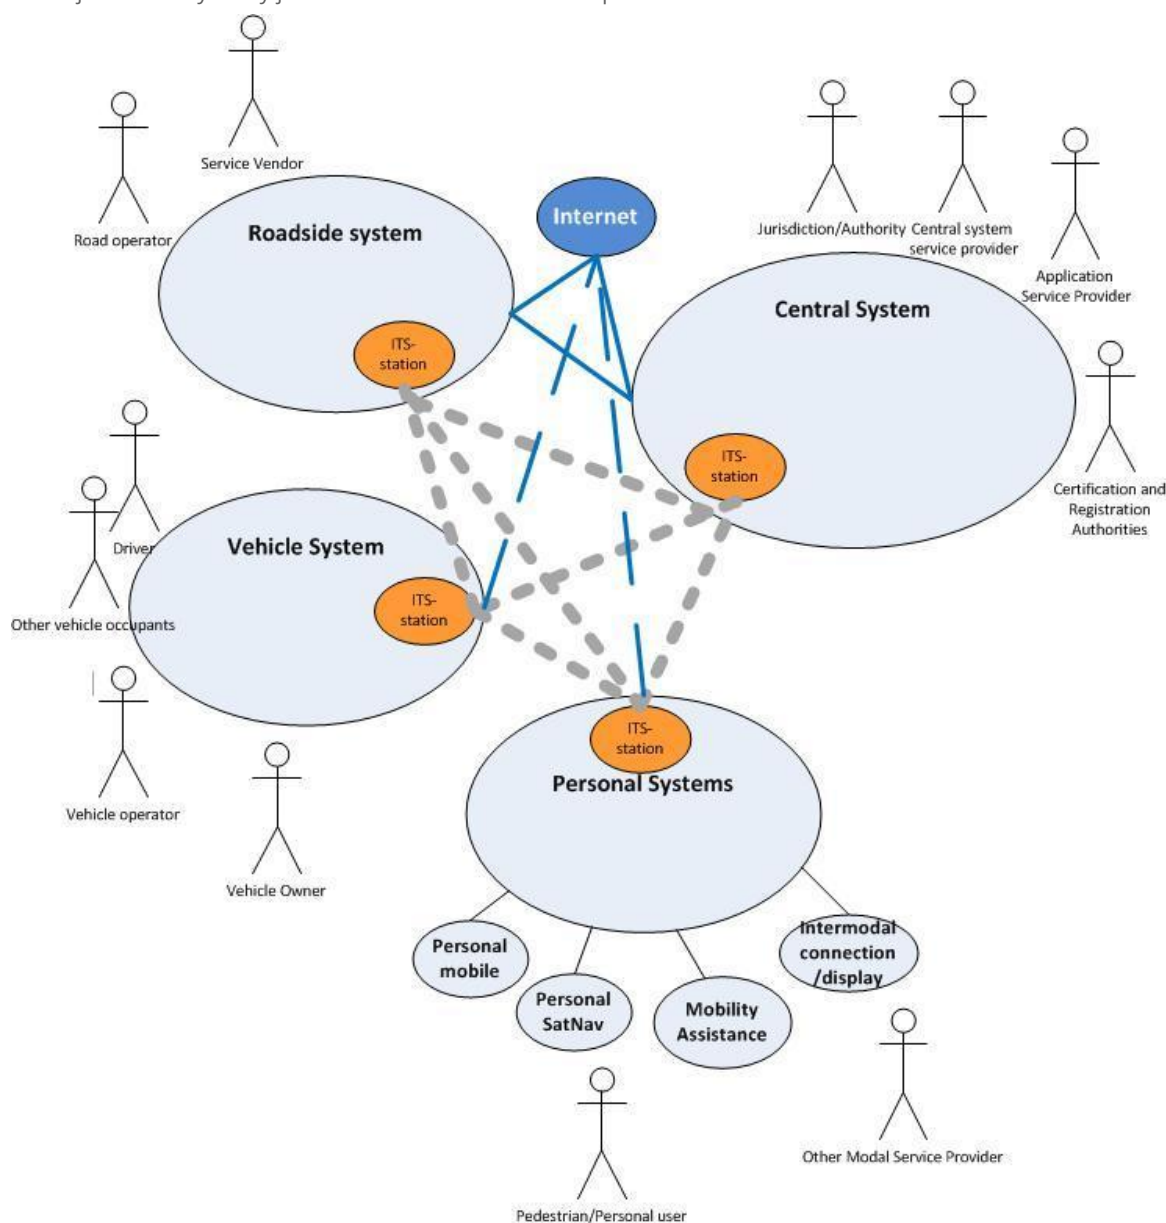 Service Vendor
Road operator
Roadside system
Internet
Jurisdiction/Authority
Central system
service provider
Application
Service Provider
Central System
ITS-
station
ITS-
station
Certification and
Registration
Authorities
Driver
Vehicle System
ITS-
station
Other vehicle occupants
Vehicle operator
Vehicle Owner
ITS-
station
Personal Systems
Personal
mobile
Personal
SatNav
Mobility
Assistance
Intermodal
connection
/display
Other Modal Service Provider
Pedestrian/Personal user